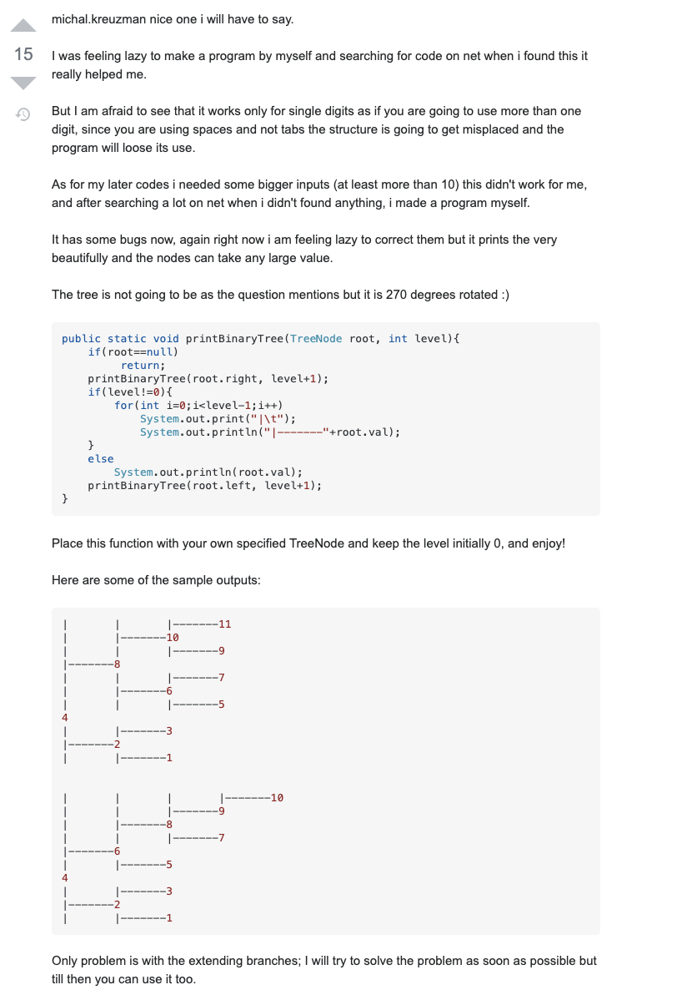 michal.kreuzman nice one i will have to say.
15
I was feeling lazy to make a program by myself and searching for code on net when i found this it
really helped me.
But I am afraid to see that it works only for single digits as if you are going to use more than one
digit, since you are using spaces and not tabs the structure is going to get misplaced and the
program will loose its use.
As for my later codes i needed some bigger inputs (at least more than 10) this didn't work for me,
and after searching a lot on net when i didn't found anything, i made a program myself.
It has some bugs now, again right now i am feeling lazy to correct them but it prints the very
beautifully and the nodes can take any large value.
The tree is not going to be as the question mentions but it is 270 degrees rotated :)
public static void printBinaryTree(TreeNode root, int level){
    if(root==null)
         return;
    printBinaryTree(root.right, level+1);
    if(level!=0){
        for(int i=0;i<level-1;i++)
            System.out.print("|\t");
            System.out.println("|-------"+root.val);
    }
    else
        System.out.println(root.val);
    printBinaryTree(root.left, level+1);
}
Place this function with your own specified TreeNode and keep the level initially 0, and enjoy!
Here are some of the sample outputs:
|       |       |-------11
|       |-------10
|       |       |-------9
|-------8
|       |       |-------7
|       |-------6
|       |       |-------5
4
|       |-------3
|-------2
|       |-------1
|       |       |       |-------10
|       |       |-------9
|       |-------8
|       |       |-------7
|-------6
|       |-------5
4
|       |-------3
|-------2
|       |-------1
Only problem is with the extending branches; I will try to solve the problem as soon as possible but
till then you can use it too.